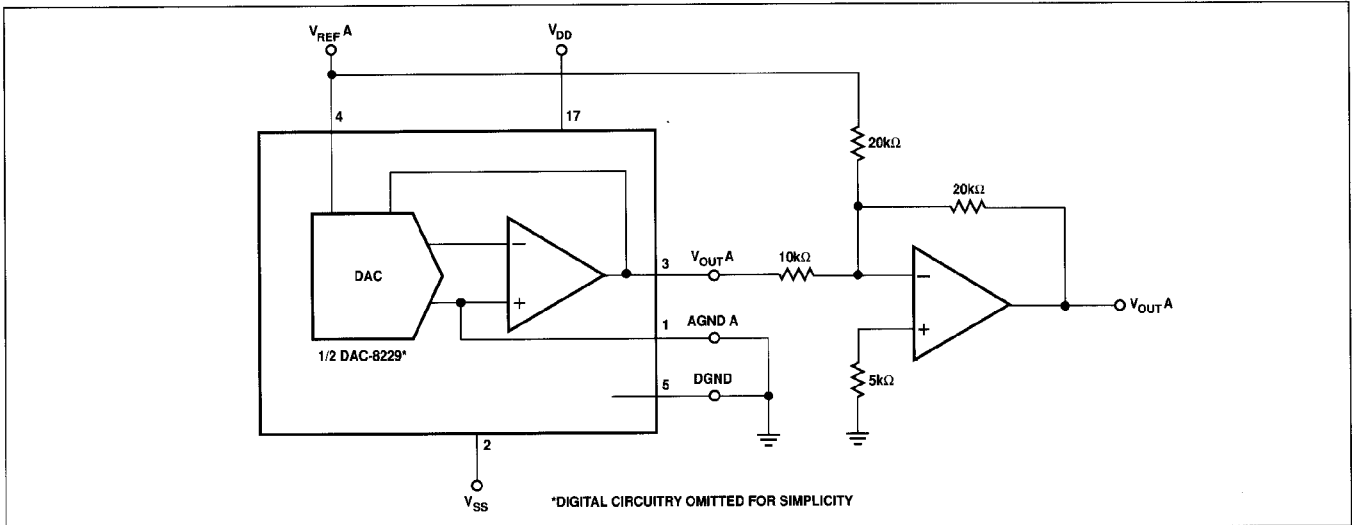 V_REF A
V_DD
4
17
20kΩ
20kΩ
DAC
−
+
3
V_OUT A
10kΩ
−
+
V_OUT A
1
AGND A
1/2 DAC-8229*
5
DGND
5kΩ
2
V_SS
*DIGITAL CIRCUITRY OMITTED FOR SIMPLICITY